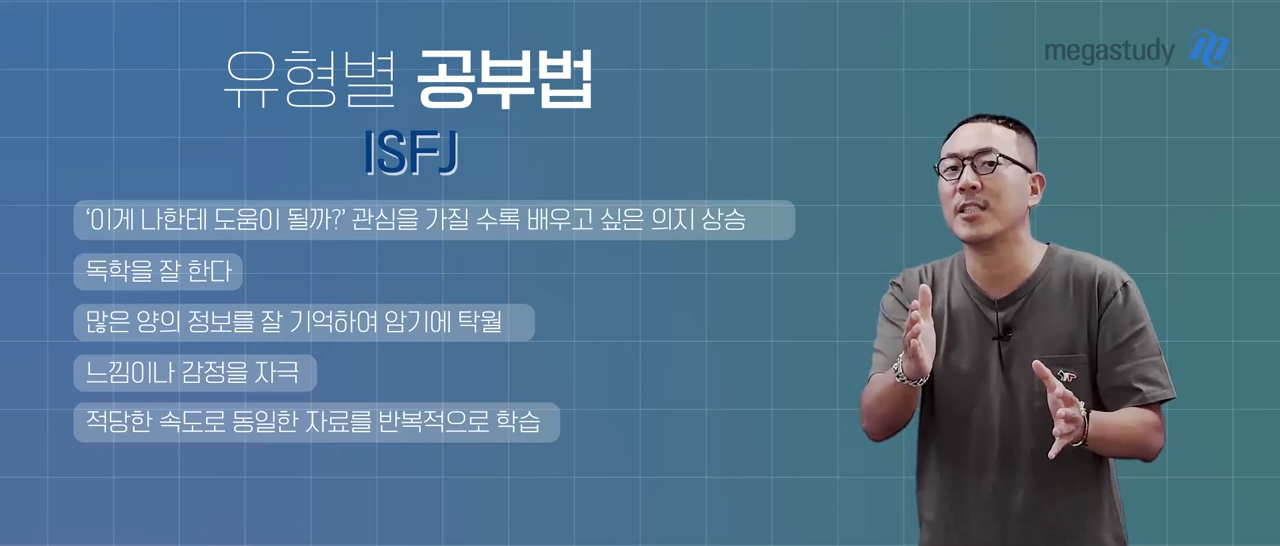 megastudy
유형별 공부법
ISFJ
‘이게 나한테 도움이 될까?’ 관심을 가질 수록 배우고 싶은 의지 상승
독학을 잘 한다
많은 양의 정보를 잘 기억하여 암기에 탁월
느낌이나 감정을 자극
적당한 속도로 동일한 자료를 반복적으로 학습